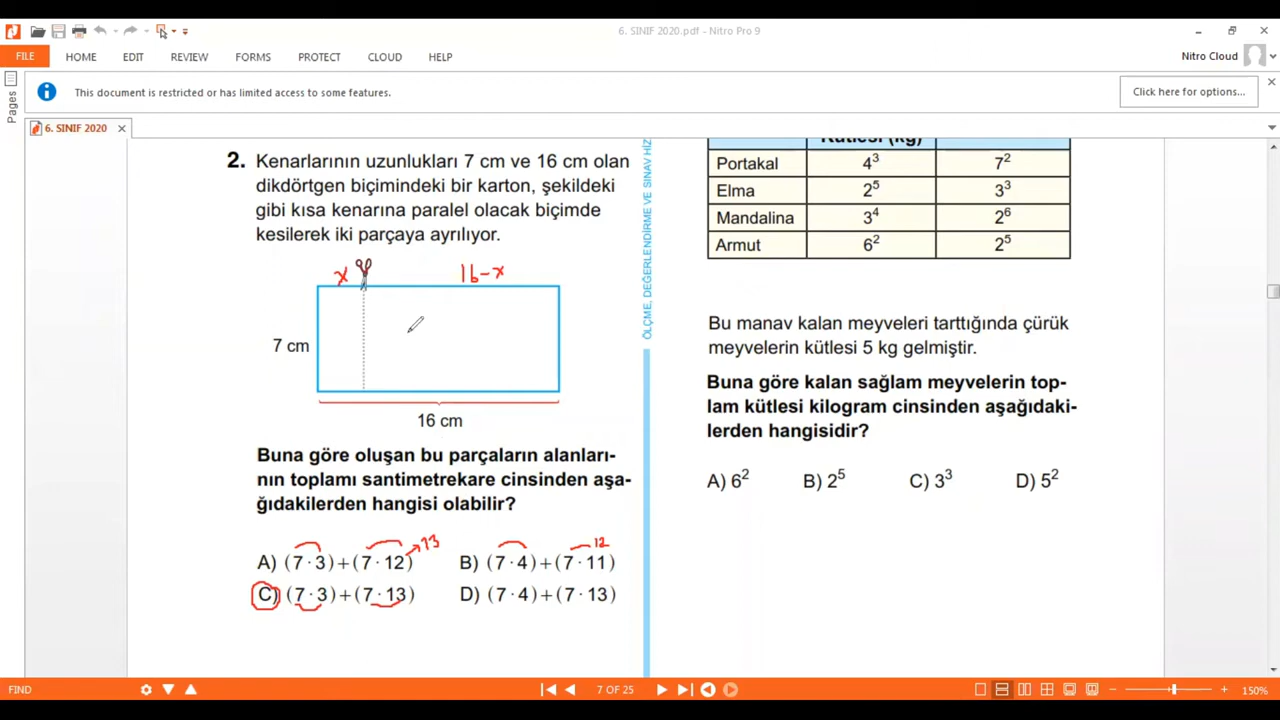 6. SINIF 2020.pdf - Nitro Pro 9
FILE HOME EDIT REVIEW FORMS PROTECT CLOUD HELP
Nitro Cloud
This document is restricted or has limited access to some features.
Click here for options...
Pages
6. SINIF 2020
2. Kenarlarının uzunlukları 7 cm ve 16 cm olan
dikdörtgen biçimindeki bir karton, şekildeki
gibi kısa kenarına paralel olacak biçimde
kesilerek iki parçaya ayrılıyor.
x 16-x
7 cm
16 cm
Buna göre oluşan bu parçaların alanları-
nın toplamı santimetrekare cinsinden aşa-
ğıdakilerden hangisi olabilir?
13 12
A) (7 · 3) + (7 · 12) B) (7 · 4) + (7 · 11)
C) (7 · 3) + (7 · 13) D) (7 · 4) + (7 · 13)
ÖLÇME, DEĞERLENDİRME VE SINAV HİZ
Kütlesi (kg)
Portakal 4³ 7²
Elma 2⁵ 3³
Mandalina 3⁴ 2⁶
Armut 6² 2⁵
Bu manav kalan meyveleri tarttığında çürük
meyvelerin kütlesi 5 kg gelmiştir.
Buna göre kalan sağlam meyvelerin top-
lam kütlesi kilogram cinsinden aşağıdaki-
lerden hangisidir?
A) 6² B) 2⁵ C) 3³ D) 5²
FIND
7 OF 25
150%